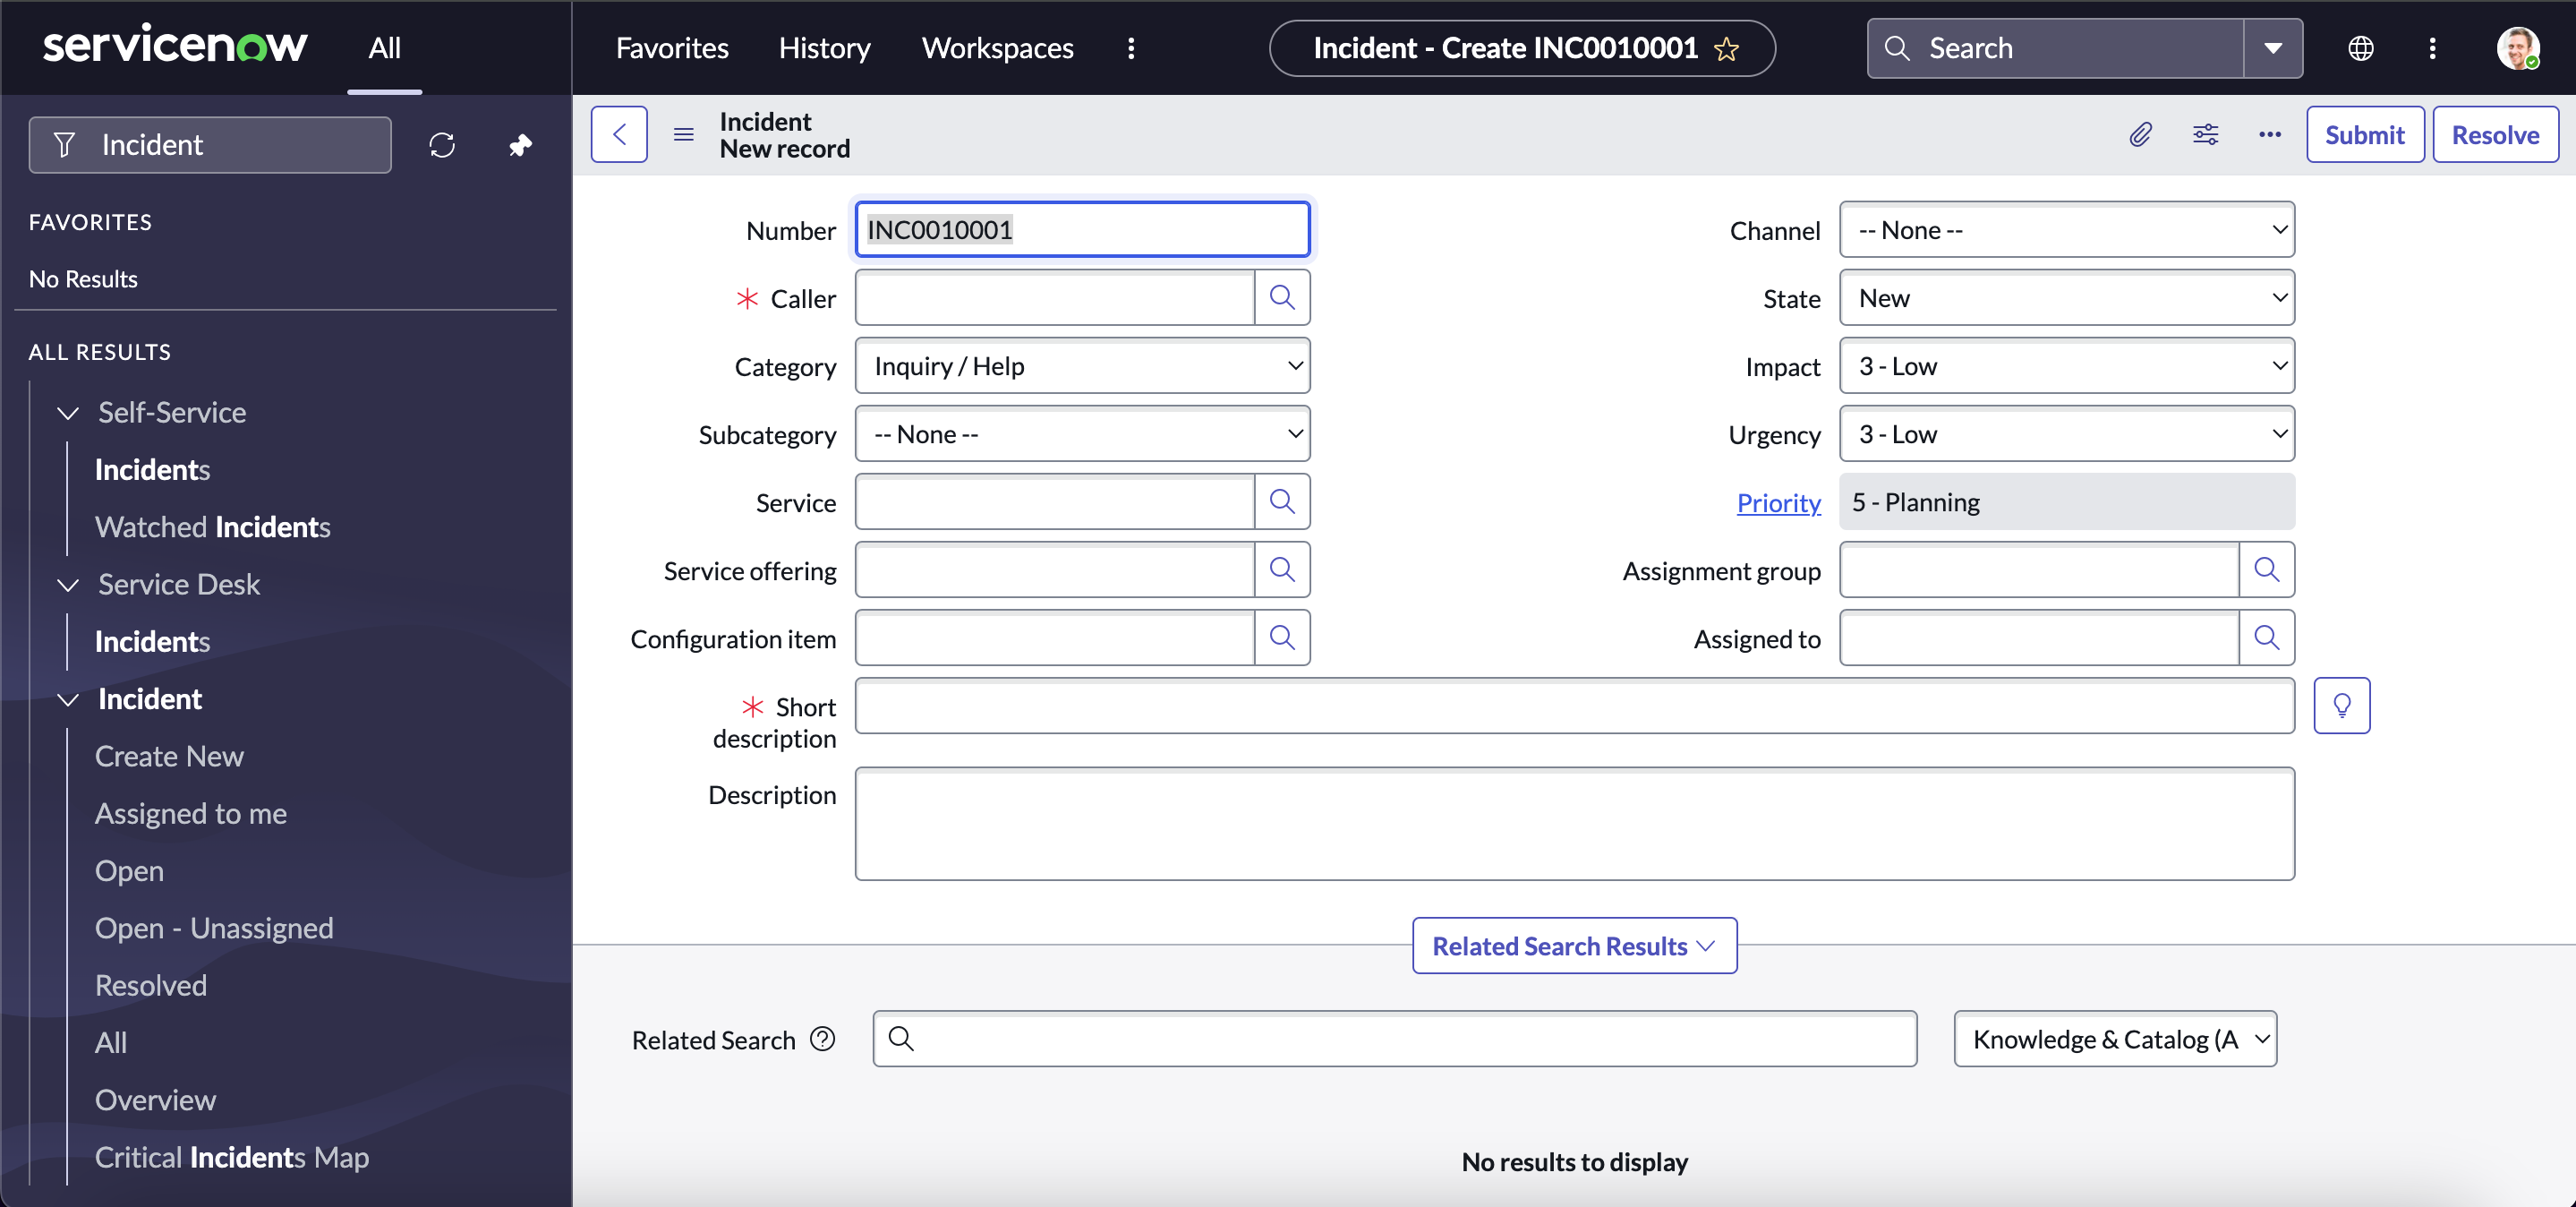 servicenow
All
Favorites
History
Workspaces
Incident - Create INC0010001
Search
Incident
FAVORITES
No Results
ALL RESULTS
Self-Service
Incidents
Watched Incidents
Service Desk
Incidents
Incident
Create New
Assigned to me
Open
Open - Unassigned
Resolved
All
Overview
Critical Incidents Map
Incident
New record
Submit
Resolve
Number INC0010001
Caller
Category Inquiry / Help
Subcategory -- None --
Service
Service offering
Configuration item
Channel -- None --
State New
Impact 3 - Low
Urgency 3 - Low
Priority 5 - Planning
Assignment group
Assigned to
Short
description
Description
Related Search Results
Related Search
Knowledge & Catalog (A
No results to display